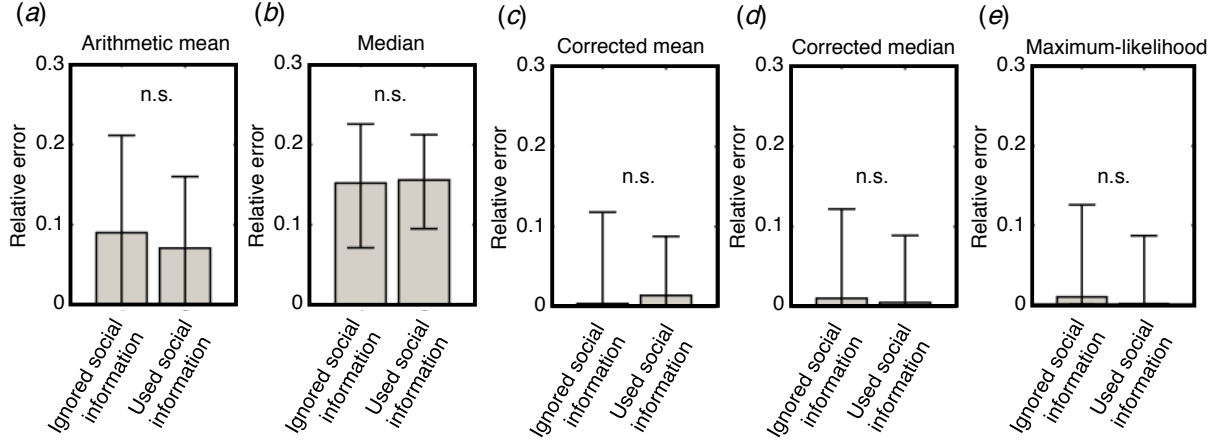 (a)
Arithmetic mean
0.3
0.2
0.1
0
Relative error
n.s.
Ignored social
information
Used social
information
(b)
Median
0.3
0.2
0.1
0
Relative error
n.s.
Ignored social
information
Used social
information
(c)
Corrected mean
0.3
0.2
0.1
0
Relative error
n.s.
Ignored social
information
Used social
information
(d)
Corrected median
0.3
0.2
0.1
0
Relative error
n.s.
Ignored social
information
Used social
information
(e)
Maximum-likelihood
0.3
0.2
0.1
0
Relative error
n.s.
Ignored social
information
Used social
information